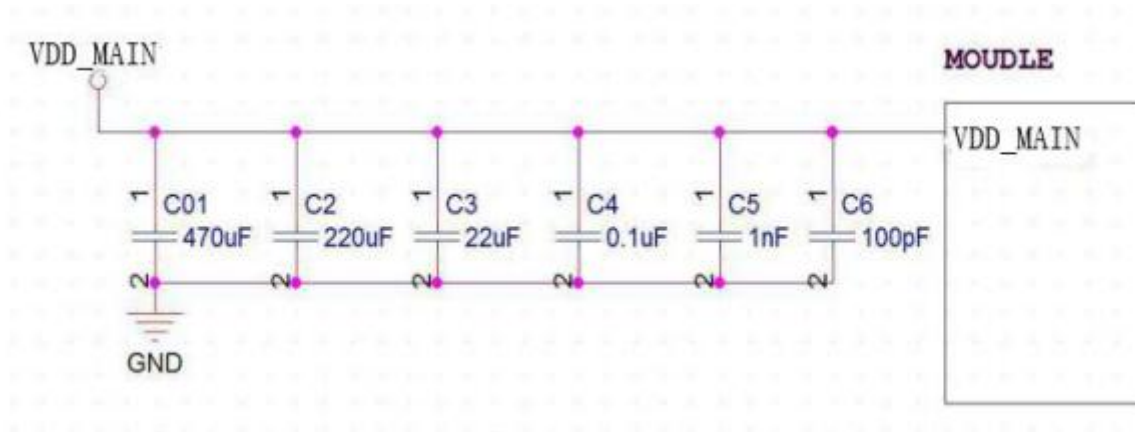 VDD_MAIN
MOUDLE
VDD_MAIN
1 1 1 1 1 1
C01 C2 C3 C4 C5 C6
470uF 220uF 22uF 0.1uF 1nF 100pF
2 2 2 2 2 2
GND